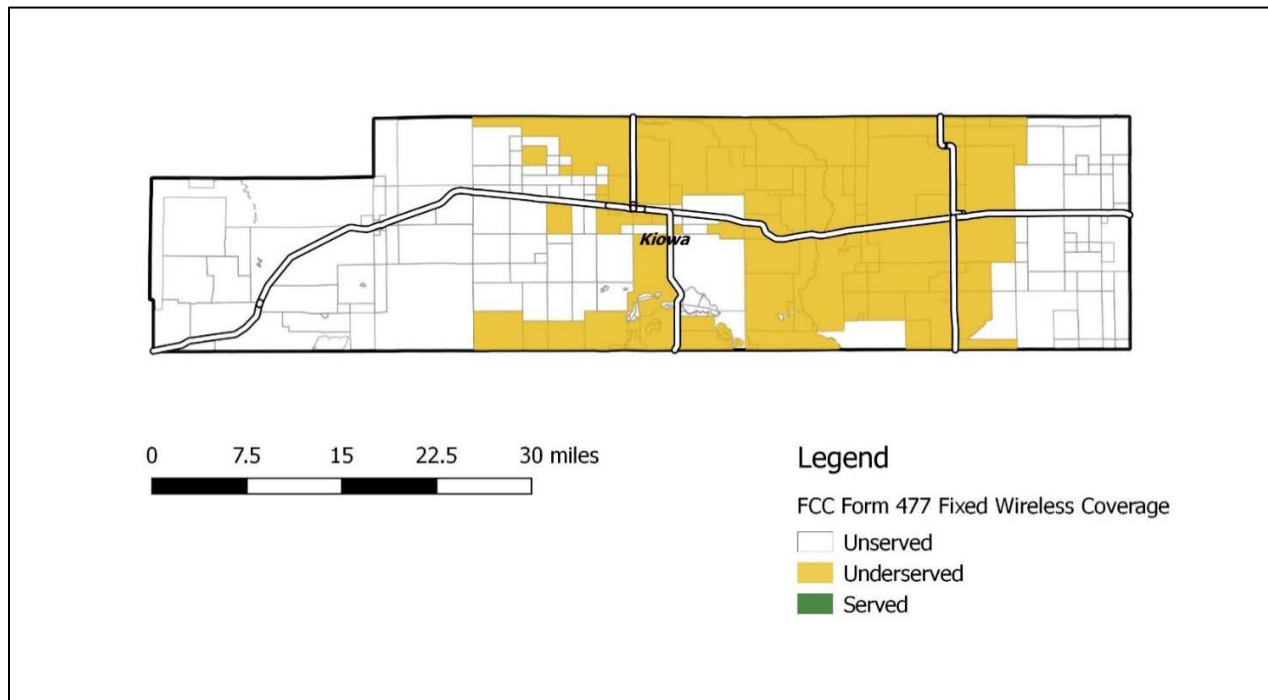 Kiowa
0 7.5 15 22.5 30 miles
Legend
FCC Form 477 Fixed Wireless Coverage
Unserved
Underserved
Served